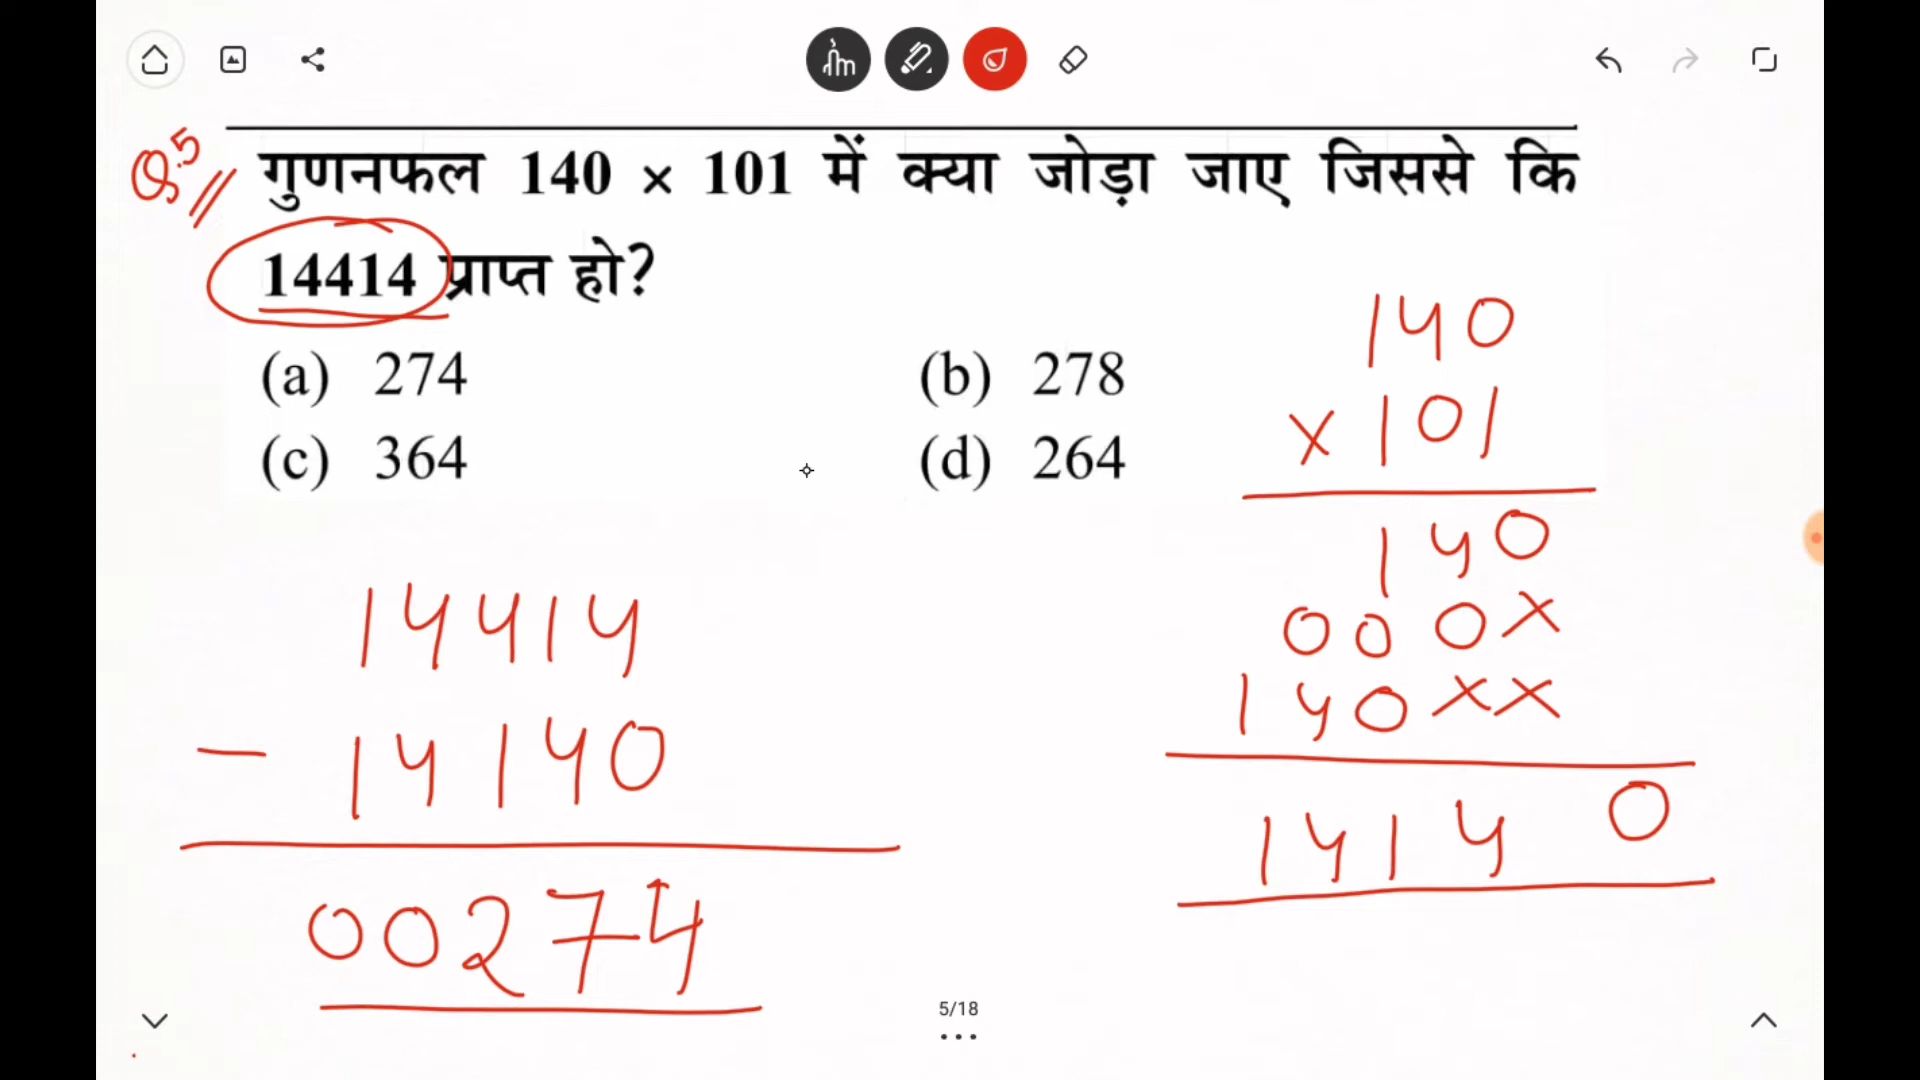 Q.5 गुणनफल 140 × 101 में क्या जोड़ा जाए जिससे कि
14414 प्राप्त हो?
(a) 274 (b) 278
(c) 364 (d) 264
140
× 101
140
000×
140××
14140
14414
- 14140
00274
5/18